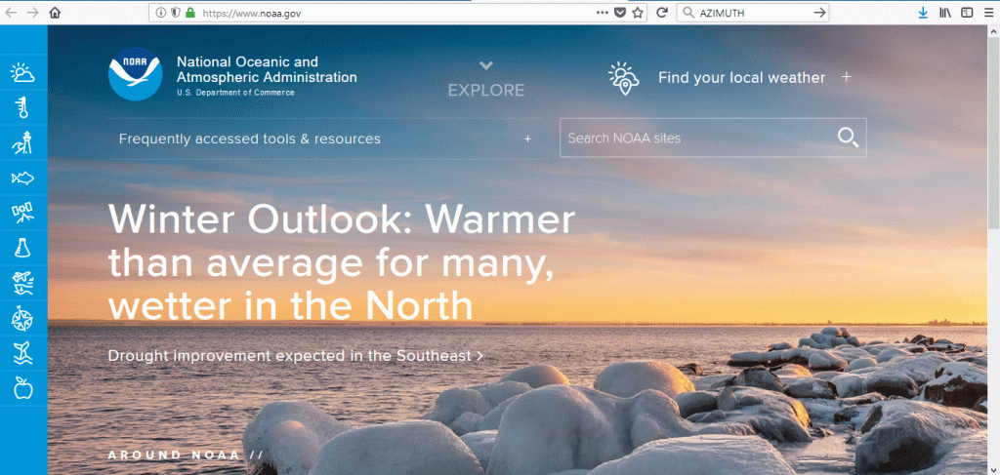 https://www.noaa.gov
AZIMUTH
NOAA
National Oceanic and
Atmospheric Administration
U.S. Department of Commerce
EXPLORE
Find your local weather +
Frequently accessed tools & resources +
Search NOAA sites
Winter Outlook: Warmer
than average for many,
wetter in the North
Drought improvement expected in the Southeast >
AROUND NOAA //